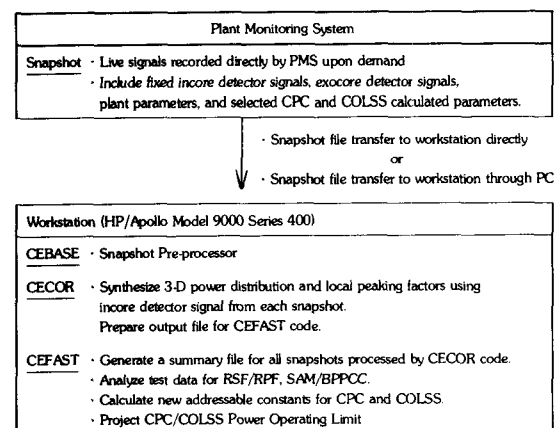 Plant Monitoring System
Snapshot · Live signals recorded directly by PMS upon demand
· Include fixed incore detector signals, exocore detector signals,
plant parameters, and selected CPC and COLSS calculated parameters.
· Snapshot file transfer to workstation directly
or
· Snapshot file transfer to workstation through PC
Workstation (HP/Apollo Model 9000 Series 400)
CEBASE · Snapshot Pre-processor
CECOR · Synthesize 3-D power distribution and local peaking factors using
incore detector signal from each snapshot.
Prepare output file for CEFAST code.
CEFAST · Generate a summary file for all snapshots processed by CECOR code.
· Analyze test data for RSF/RPF, SAM/BPPCC.
· Calculate new addressable constants for CPC and COLSS.
· Project CPC/COLSS Power Operating Limit